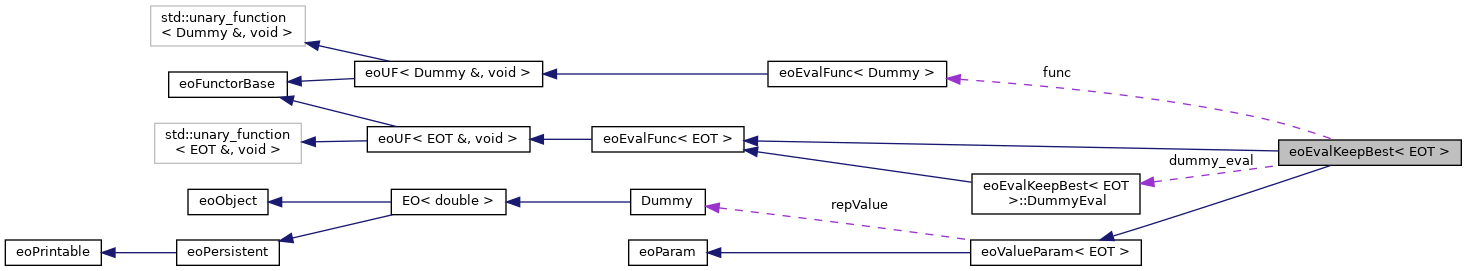 std::unary_function
< Dummy &, void >
eoUF< Dummy &, void >
eoEvalFunc< Dummy >
func
eoFunctorBase
std::unary_function
< EOT &, void >
eoUF< EOT &, void >
eoEvalFunc< EOT >
eoEvalKeepBest< EOT >
dummy_eval
eoEvalKeepBest< EOT
>::DummyEval
eoObject
EO< double >
Dummy
repValue
eoPrintable
eoPersistent
eoParam
eoValueParam< EOT >